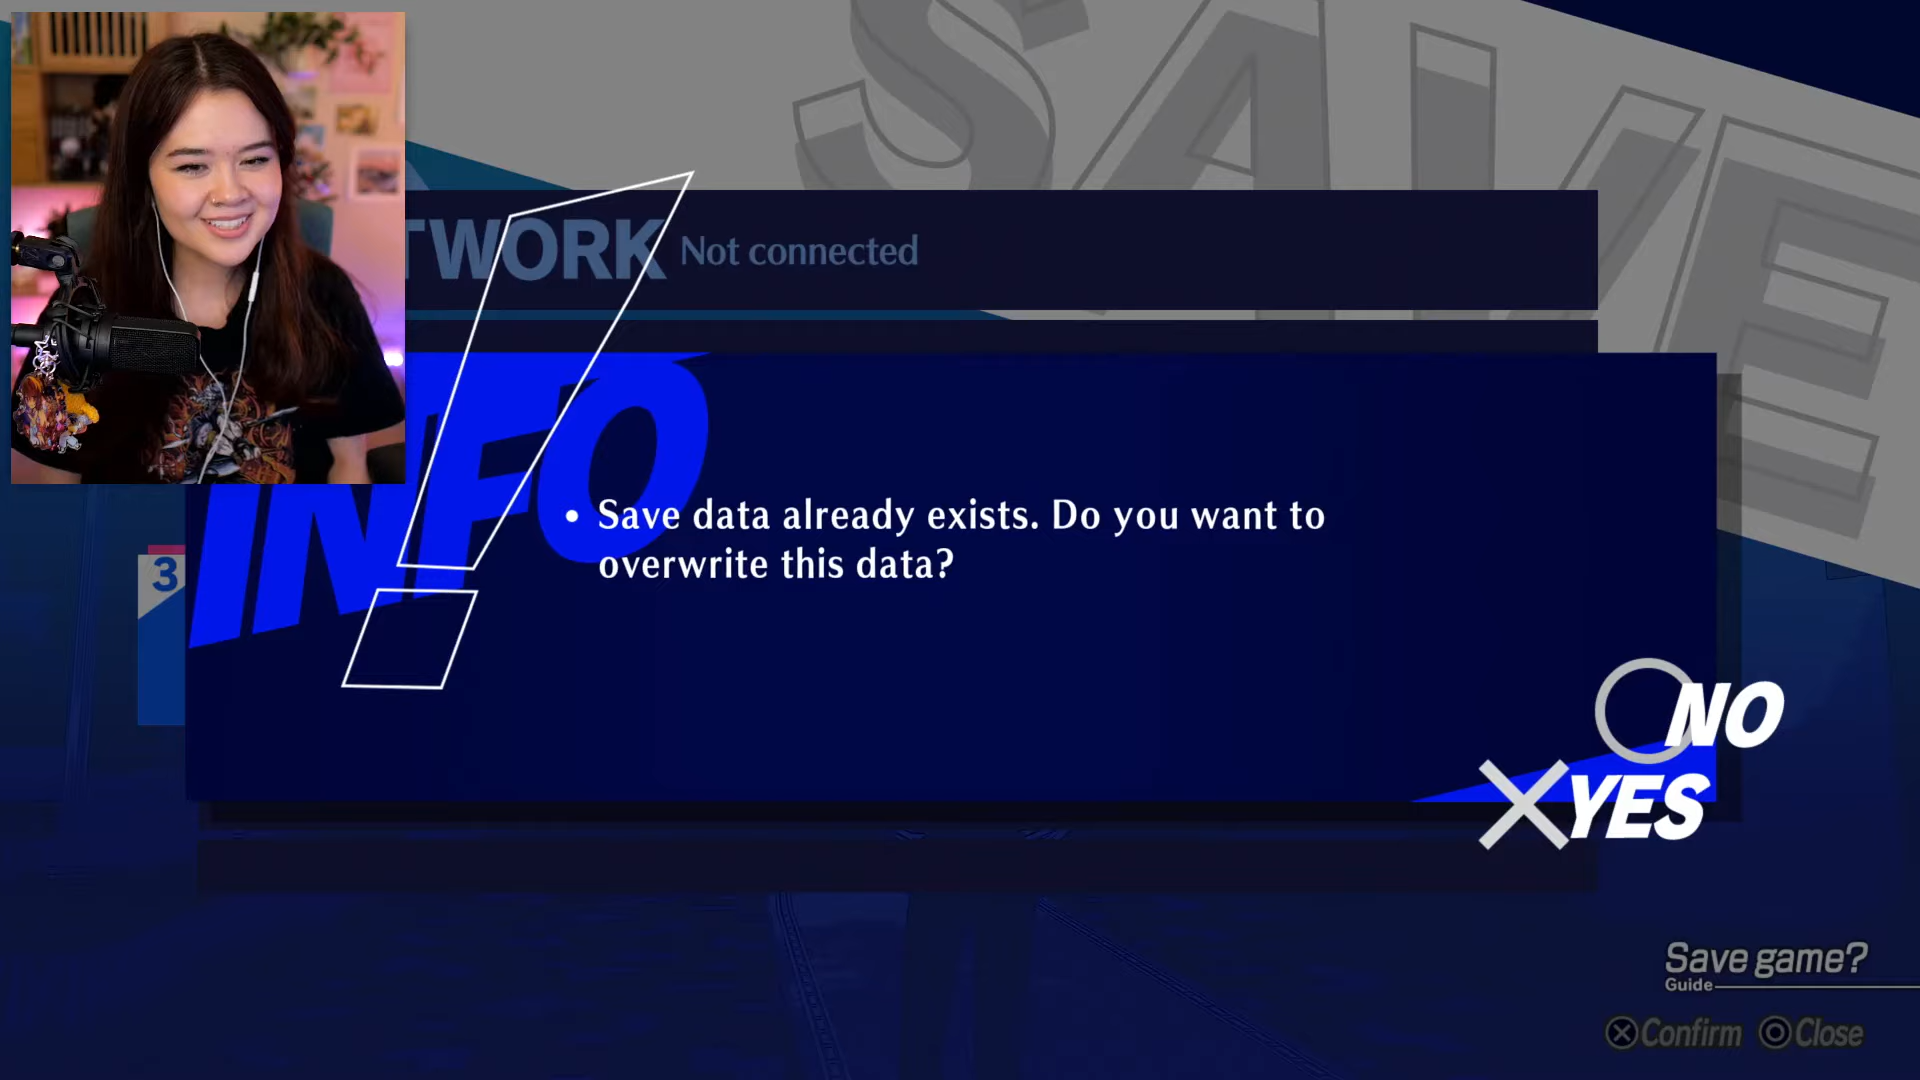 SAVE
TWORK Not connected
INFO
• Save data already exists. Do you want to
overwrite this data?
3
NO
YES
Save game?
Guide
Confirm Close